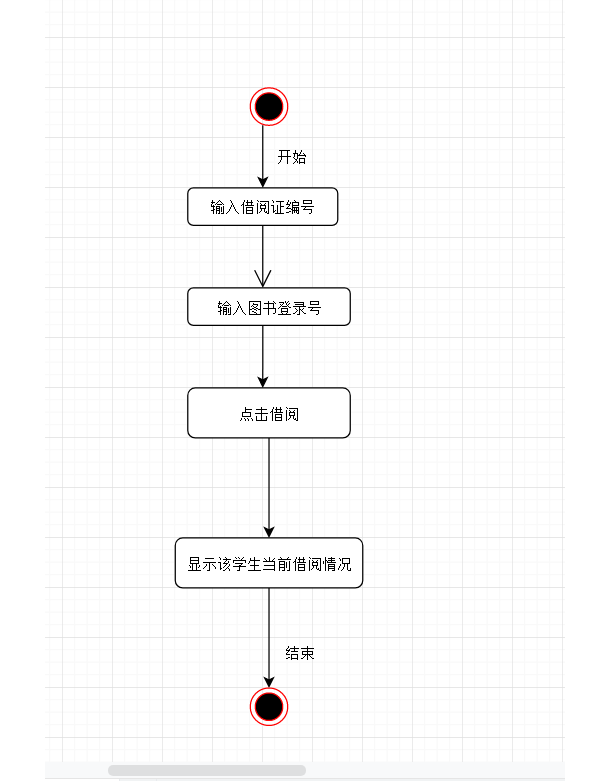 开始
输入借阅证编号
输入图书登录号
点击借阅
显示该学生当前借阅情况
结束